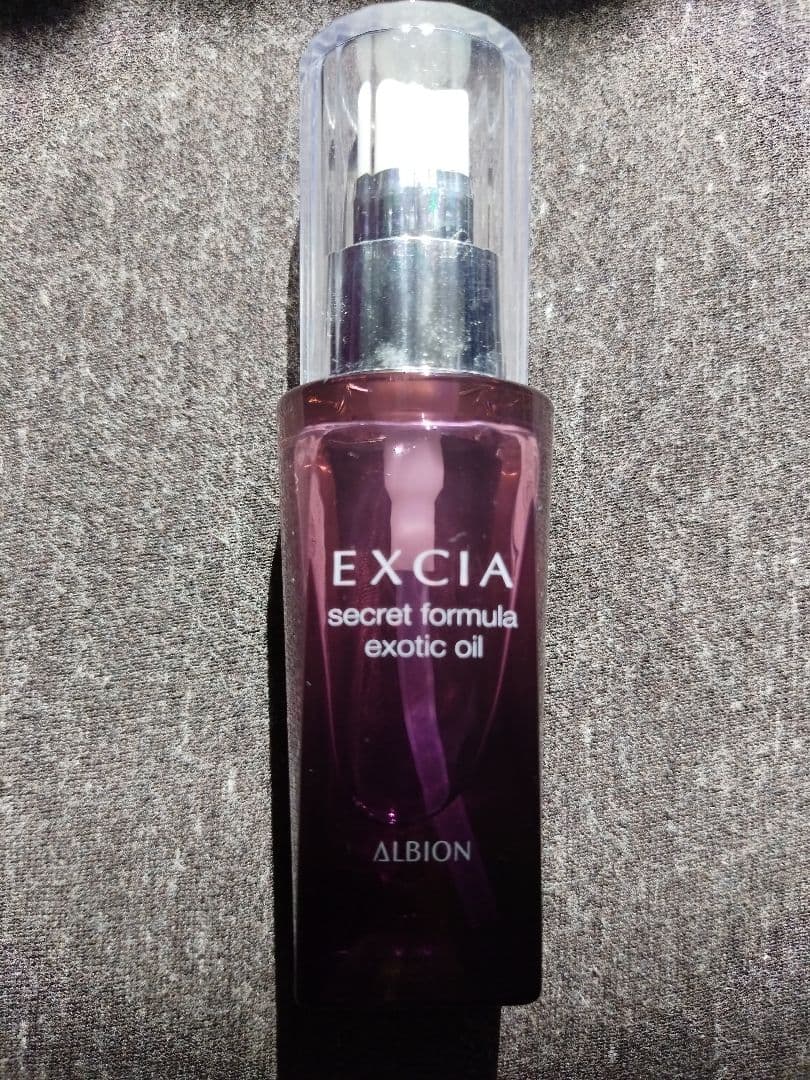 EXCIA
secret formula
exotic oil
ALBION